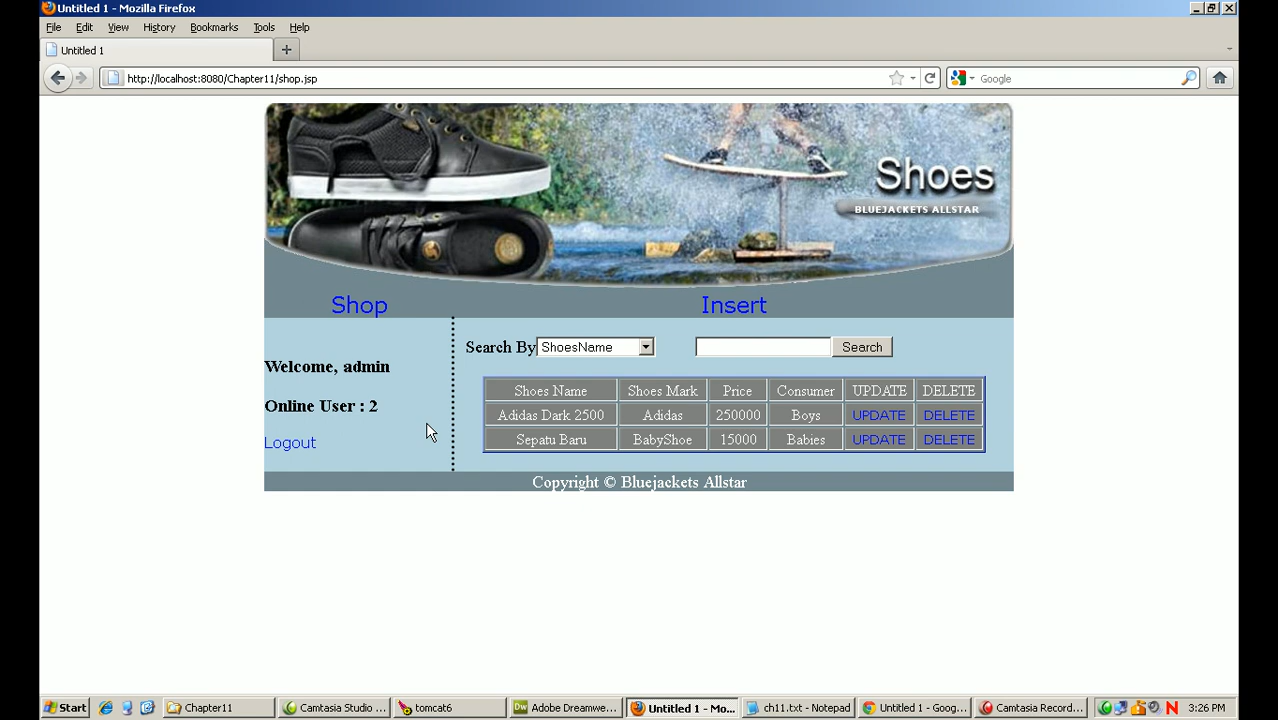 Untitled 1 - Mozilla Firefox
File Edit View History Bookmarks Tools Help
Untitled 1
http://localhost:8080/Chapter11/shop.jsp
Google
Shoes
BLUEJACKETS ALLSTAR
Shop Insert
Search By ShoesName Search
Welcome, admin
Online User : 2
Logout
Shoes Name Shoes Mark Price Consumer UPDATE DELETE
Adidas Dark 2500 Adidas 250000 Boys UPDATE DELETE
Sepatu Baru BabyShoe 15000 Babies UPDATE DELETE
Copyright © Bluejackets Allstar
Start Chapter11 Camtasia Studio ... tomcat6 Adobe Dreamwe... Untitled 1 - Mo... ch11.txt - Notepad Untitled 1 - Goog... Camtasia Record... 3:26 PM